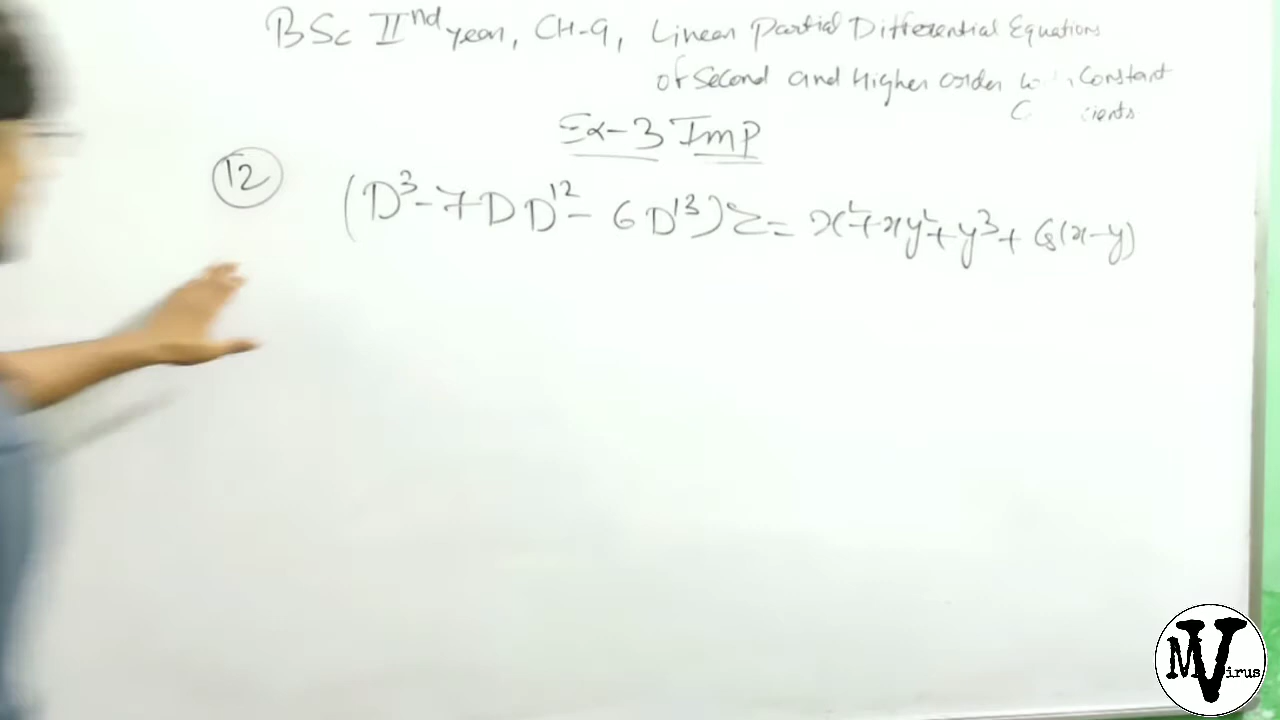 BSc IInd year, CH-9, Linear Partial Differential Equations
of Second and Higher order Constant
Ex-3 Imp
12 (D³-7DD'²-6D'³)z= x²+xy²+y³+Cos(x-y)
MVirus